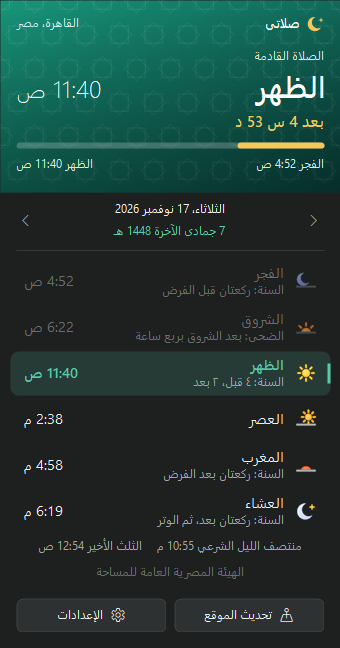 صلاتى
القاهرة، مصر
الصلاة القادمة
الظهر
11:40 ص
بعد 4 س 53 د
الفجر 4:52 ص
الظهر 11:40 ص
الثلاثاء، 17 نوفمبر 2026
7 جمادى الآخرة 1448 هـ
الفجر
السنة: ركعتان قبل الفرض
4:52 ص
الشروق
الضحى: بعد الشروق بربع ساعة
6:22 ص
الظهر
السنة: ٤ قبل، ٢ بعد
11:40 ص
العصر
2:38 م
المغرب
السنة: ركعتان بعد الفرض
4:58 م
العشاء
السنة: ركعتان بعد، ثم الوتر
6:19 م
منتصف الليل الشرعي 10:55 م
الثلث الأخير 12:54 ص
الهيئة المصرية العامة للمساحة
تحديث الموقع
الإعدادات